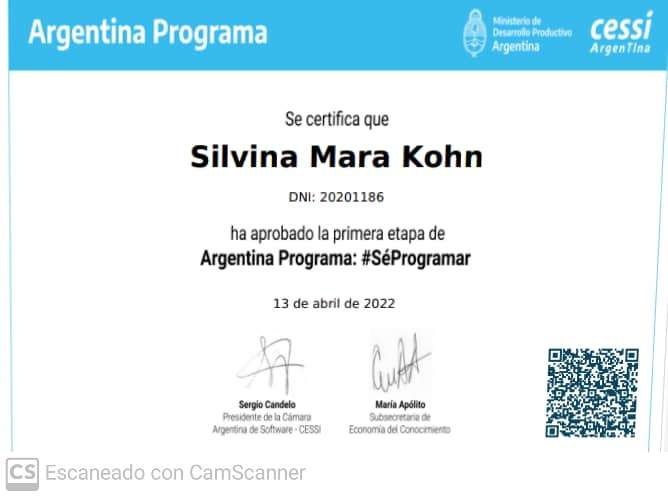 Argentina Programa
Ministerio de
Desarrollo Productivo
Argentina
cessi
ArgenTIna
Se certifica que
Silvina Mara Kohn
DNI: 20201186
ha aprobado la primera etapa de
Argentina Programa: #SéProgramar
13 de abril de 2022
Sergio Candelo
Presidente de la Cámara
Argentina de Software - CESSI
María Apólito
Subsecretaria de
Economía del Conocimiento
CS Escaneado con CamScanner